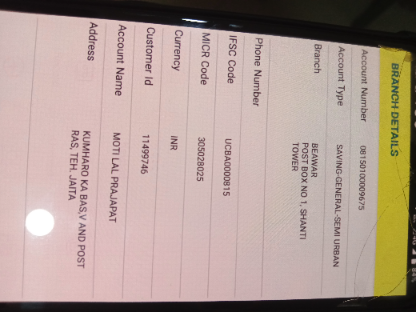 BRANCH DETAILS
Account Number 08150100009675
Account Type SAVING-GENERAL-SEMI URBAN
Branch BEAWAR
POST BOX NO 1, SHANTI
TOWER
Phone Number
IFSC Code UCBA0000815
MICR Code 305028025
Currency INR
Customer Id 11499746
Account Name MOTI LAL PRAJAPAT
Address KUMHARO KA BAS,V AND POST
RAS, TEH. JAITA